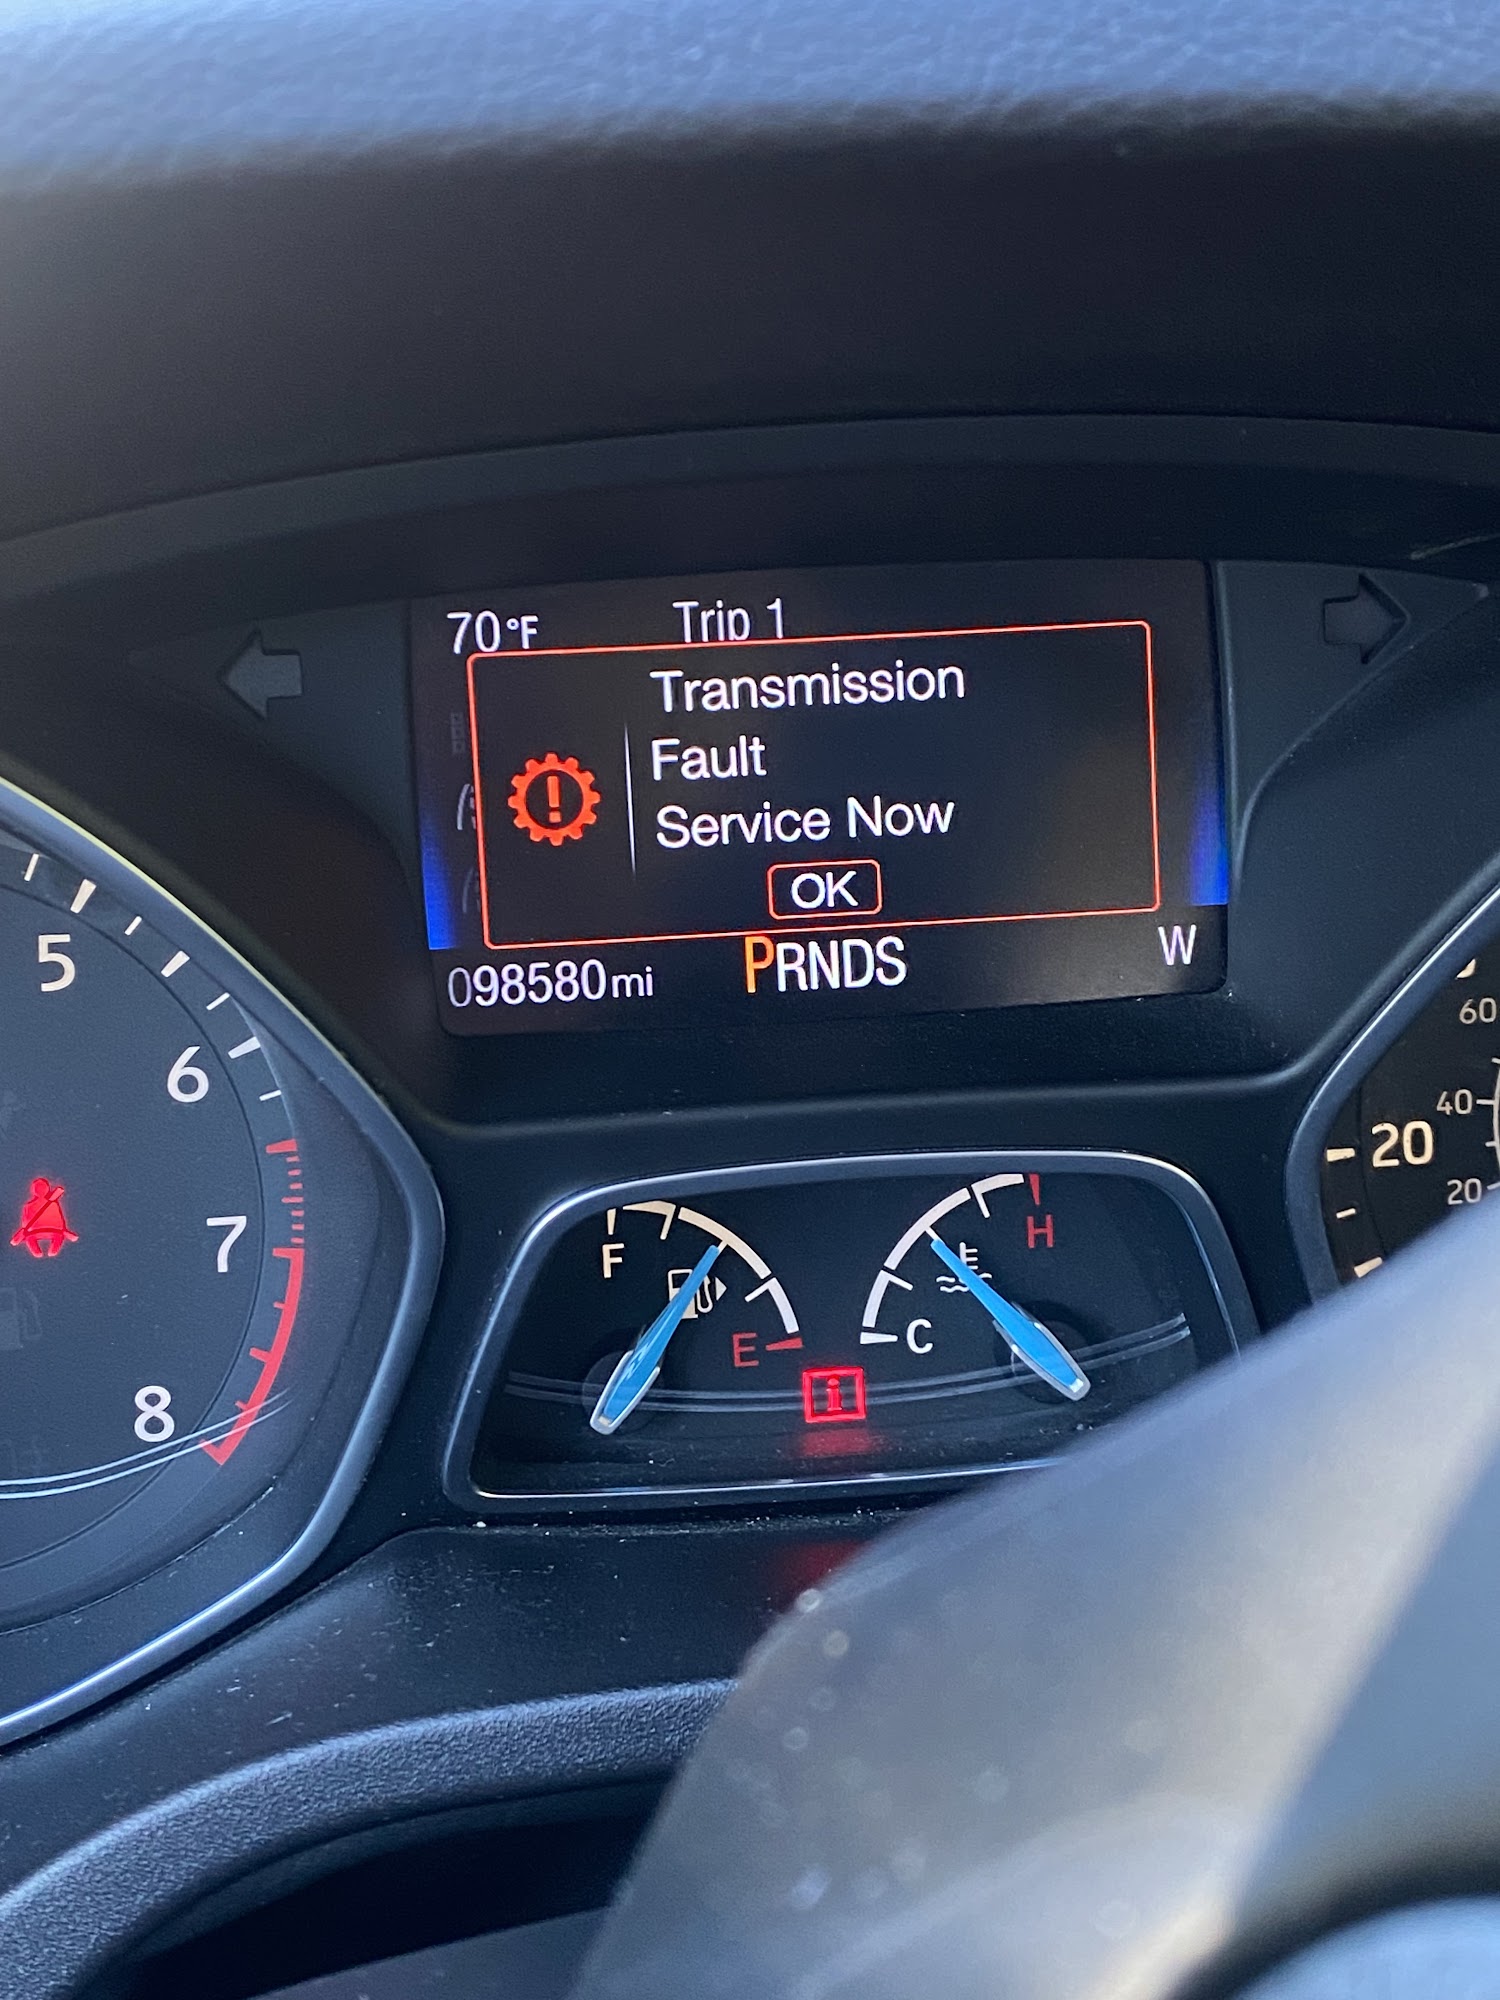 70°F Trip 1
Transmission
Fault
Service Now
OK
098580mi PRNDS W
5
6
7
8
F
E
C
H
i
60
40
20
20